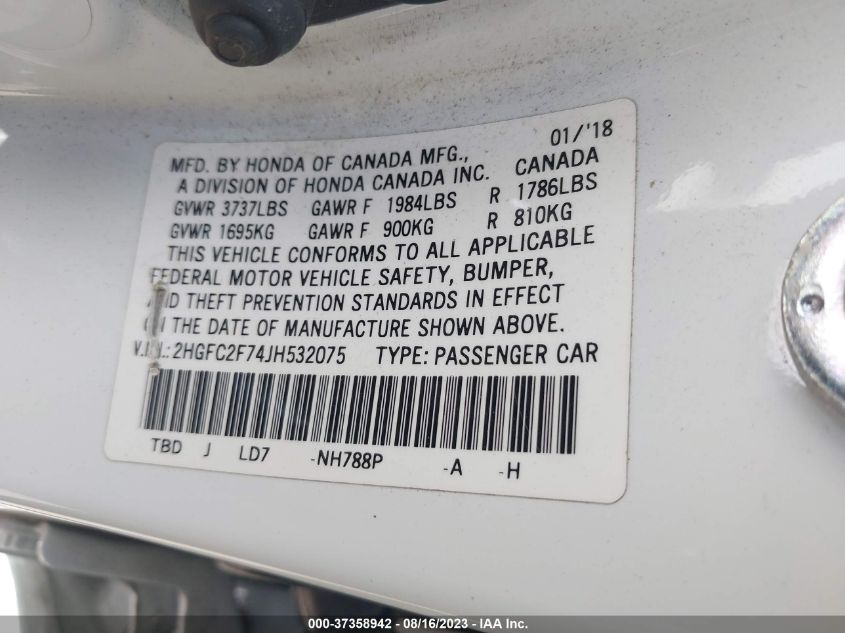 01/'18
MFD. BY HONDA OF CANADA MFG., CANADA
A DIVISION OF HONDA CANADA INC.
GVWR 3737LBS GAWR F 1984LBS R 1786LBS
GVWR 1695KG GAWR F 900KG R 810KG
THIS VEHICLE CONFORMS TO ALL APPLICABLE
FEDERAL MOTOR VEHICLE SAFETY, BUMPER,
AND THEFT PREVENTION STANDARDS IN EFFECT
ON THE DATE OF MANUFACTURE SHOWN ABOVE.
V.I.N.: 2HGFC2F74JH532075 TYPE: PASSENGER CAR
TBD J LD7 -NH788P -A -H
000-37358942 - 08/16/2023 - IAA Inc.